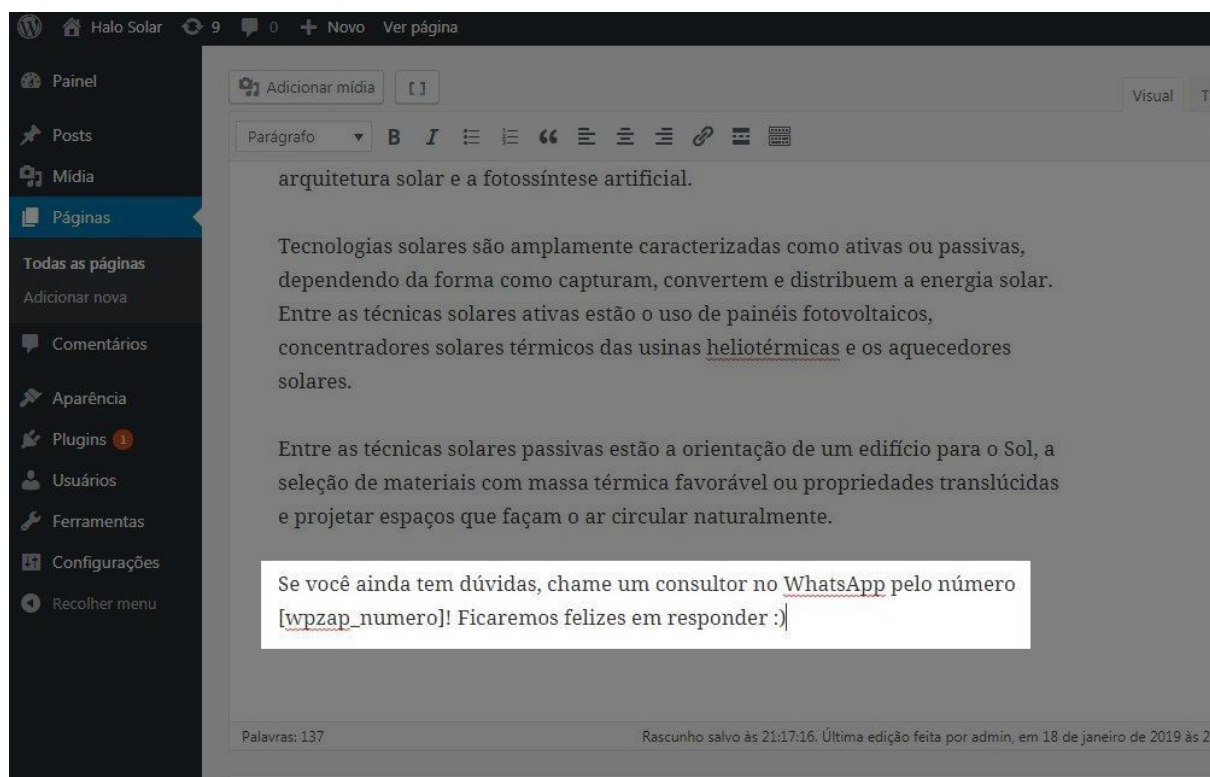 Halo Solar 9 0 Novo Ver página
Painel
Posts
Mídia
Páginas
Todas as páginas
Adicionar nova
Comentários
Aparência
Plugins 1
Usuários
Ferramentas
Configurações
Recolher menu
Adicionar mídia [ ]
Visual T
Parágrafo B I
arquitetura solar e a fotossíntese artificial.
Tecnologias solares são amplamente caracterizadas como ativas ou passivas,
dependendo da forma como capturam, convertem e distribuem a energia solar.
Entre as técnicas solares ativas estão o uso de painéis fotovoltaicos,
concentradores solares térmicos das usinas heliotérmicas e os aquecedores
solares.
Entre as técnicas solares passivas estão a orientação de um edifício para o Sol, a
seleção de materiais com massa térmica favorável ou propriedades translúcidas
e projetar espaços que façam o ar circular naturalmente.
Se você ainda tem dúvidas, chame um consultor no WhatsApp pelo número
[wpzap_numero]! Ficaremos felizes em responder :)
Palavras: 137 Rascunho salvo às 21:17:16. Última edição feita por admin, em 18 de janeiro de 2019 às 2